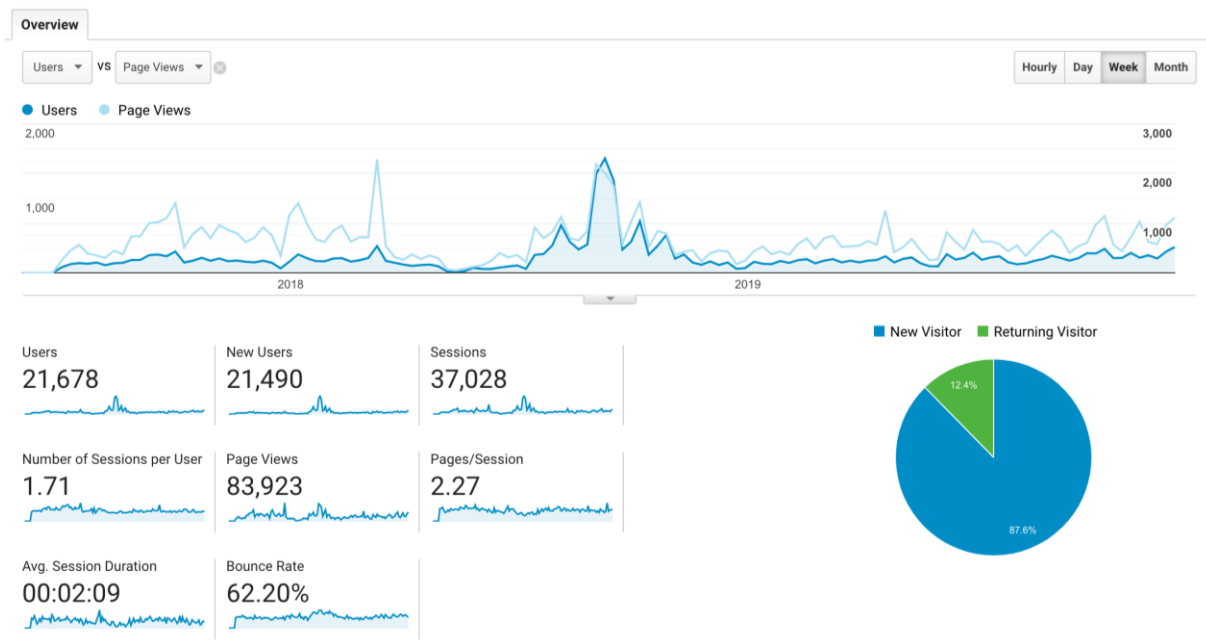 Overview
Users VS Page Views Hourly Day Week Month
Users Page Views
2,000 3,000
2,000
1,000
1,000
2018 2019
New Visitor Returning Visitor
Users New Users Sessions
21,678 21,490 37,028
12.4%
Number of Sessions per User Page Views Pages/Session
1.71 83,923 2.27
87.6%
Avg. Session Duration Bounce Rate
00:02:09 62.20%